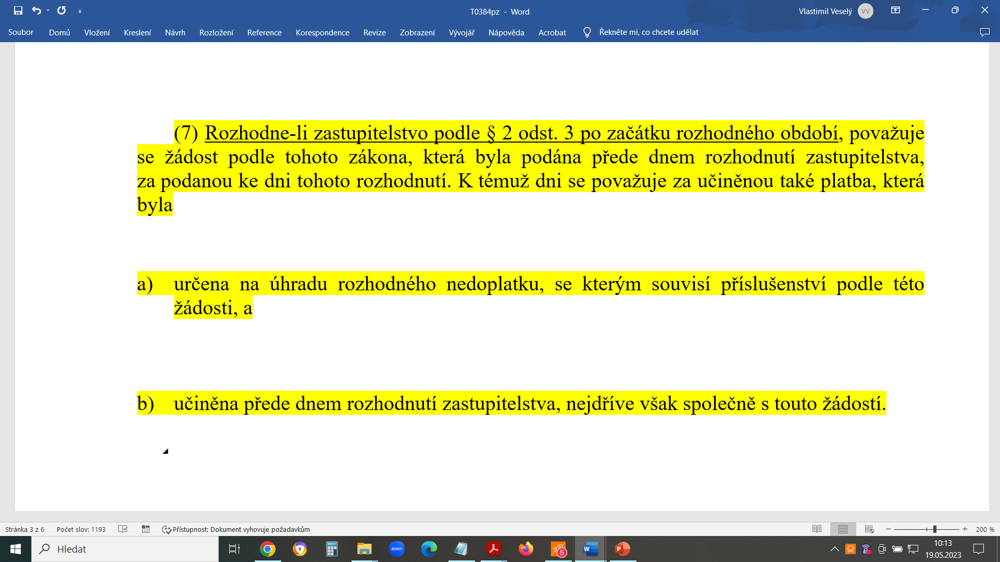 T0384pz - Word
Vlastimil Veselý VV
Soubor Domů Vložení Kreslení Návrh Rozložení Reference Korespondence Revize Zobrazení Vývojář Nápověda Acrobat Řekněte mi, co chcete udělat
(7) Rozhodne-li zastupitelstvo podle § 2 odst. 3 po začátku rozhodného období, považuje
se žádost podle tohoto zákona, která byla podána přede dnem rozhodnutí zastupitelstva,
za podanou ke dni tohoto rozhodnutí. K témuž dni se považuje za učiněnou také platba, která
byla
a) určena na úhradu rozhodného nedoplatku, se kterým souvisí příslušenství podle této
žádosti, a
b) učiněna přede dnem rozhodnutí zastupitelstva, nejdříve však společně s touto žádostí.
Stránka 3 z 6 Počet slov: 1193 Přístupnost: Dokument vyhovuje požadavkům 200 %
Hledat
zoom
5
W
P
10:13
19.05.2023